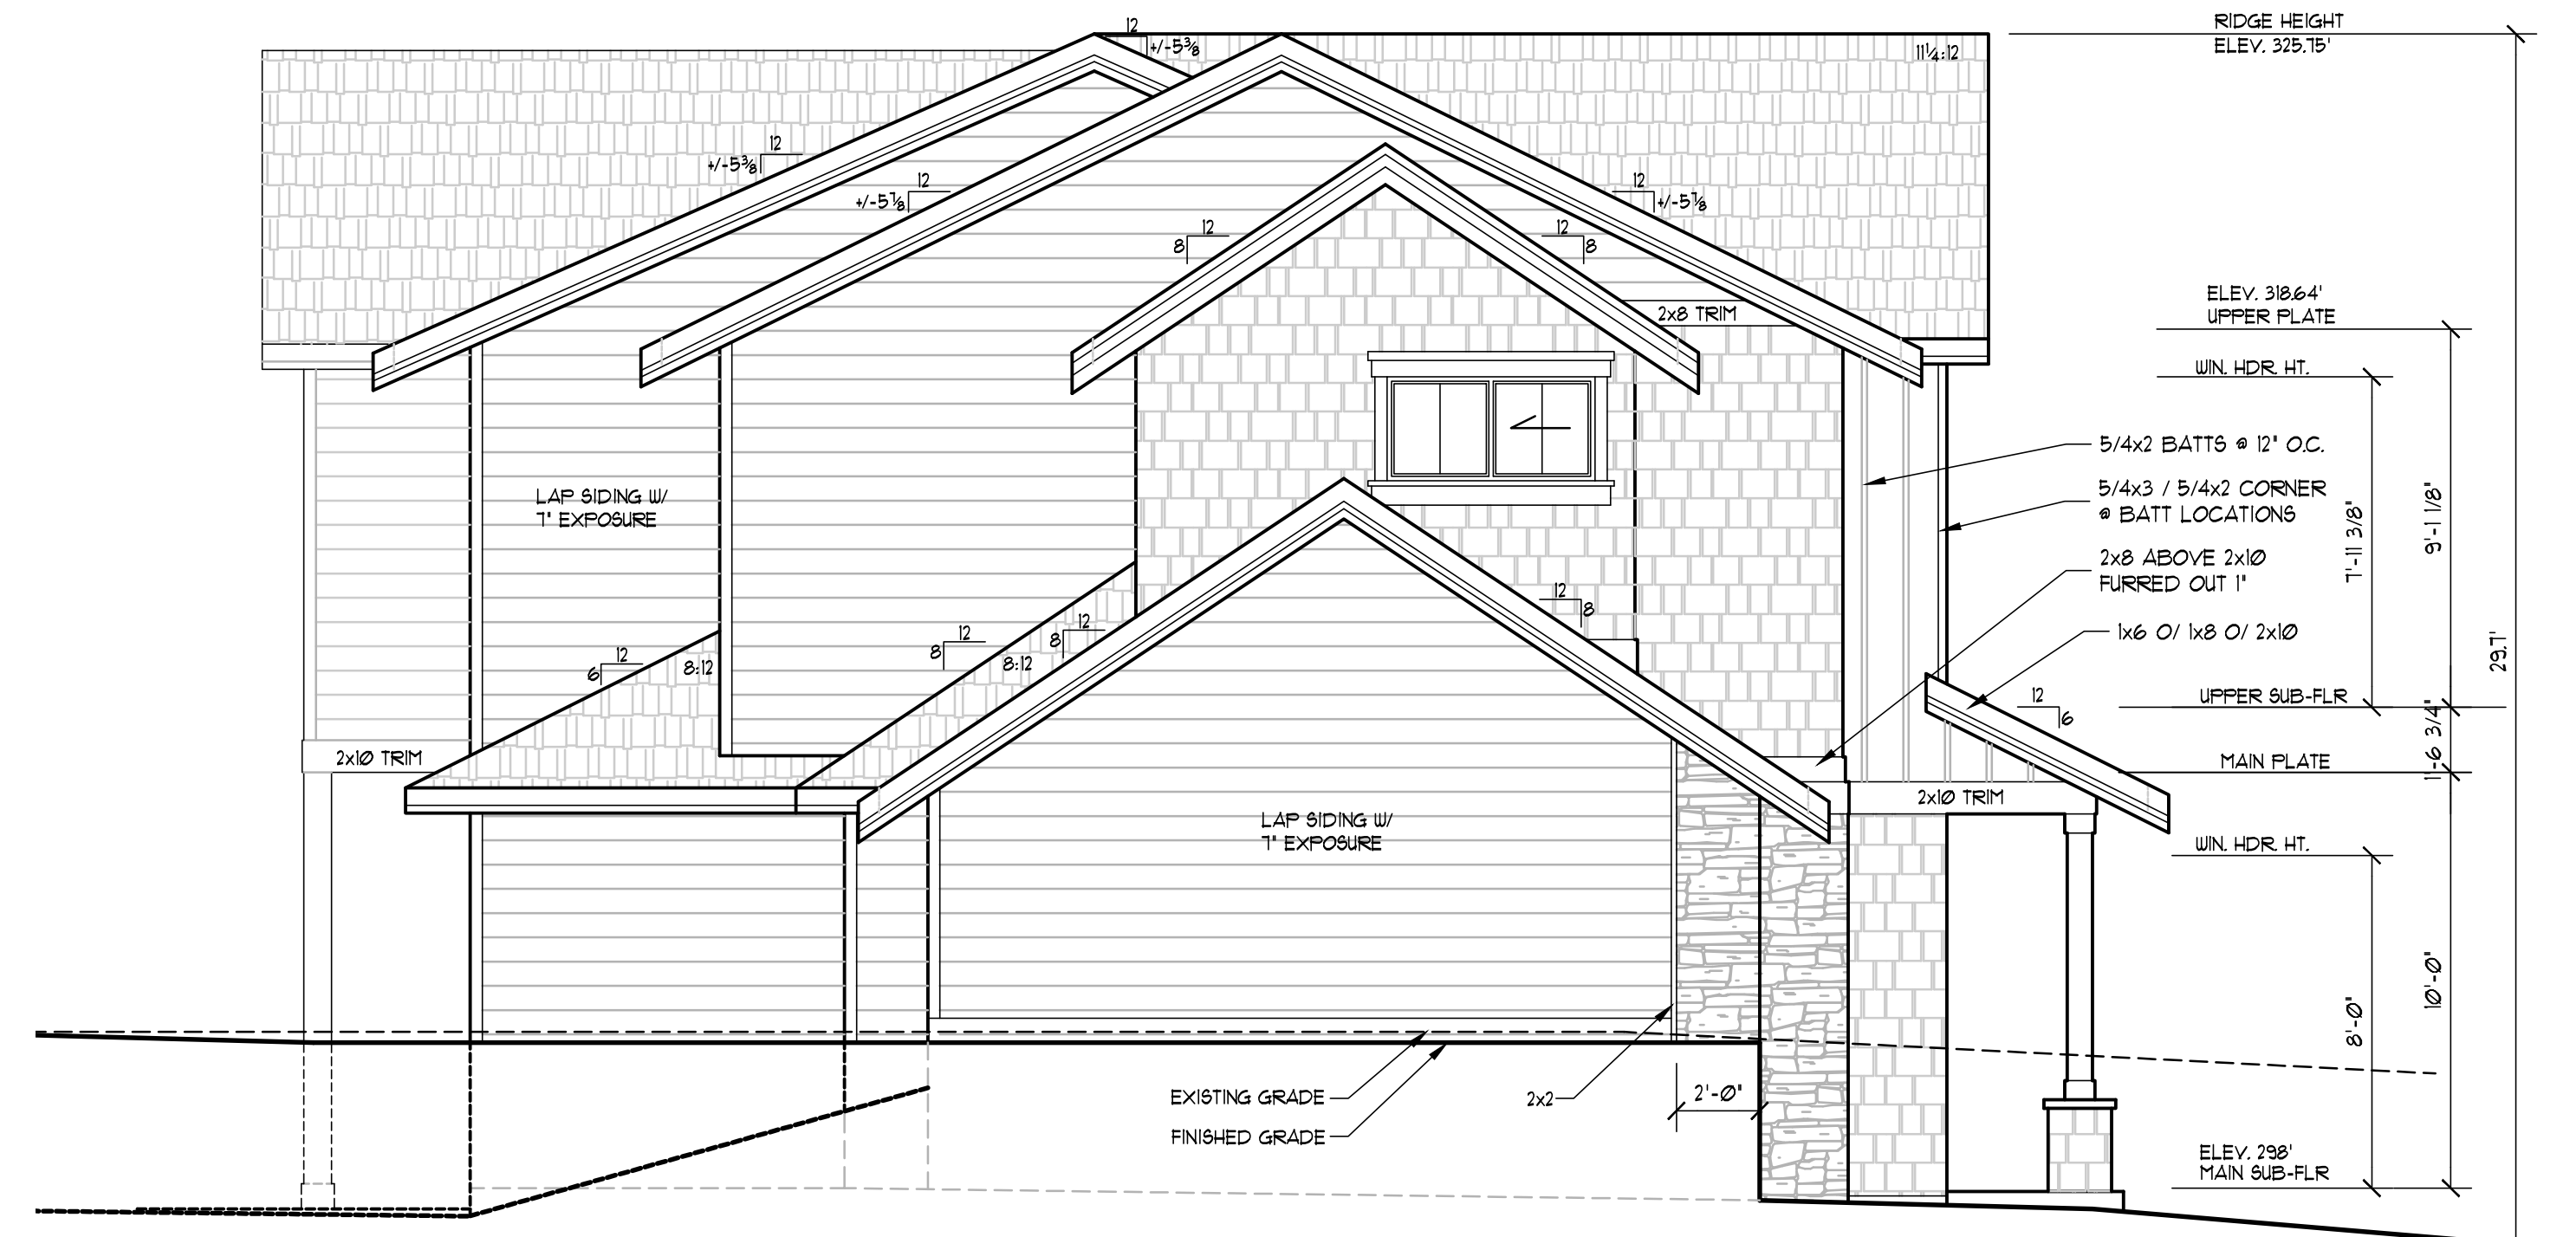 12
+/-5⅜
RIDGE HEIGHT
ELEV. 325.75'
11¼:12
12
+/-5⅜
12
+/-5⅞
12
+/-5⅞
12
8
12
8
ELEV. 318.64'
UPPER PLATE
2x8 TRIM
WIN. HDR. HT.
5/4x2 BATTS @ 12" O.C.
LAP SIDING W/
7" EXPOSURE
5/4x3 / 5/4x2 CORNER
@ BATT LOCATIONS
7'-11 3/8"
9'-1 1/8"
2x8 ABOVE 2x10
FURRED OUT 1"
12
8
1x6 O/ 1x8 O/ 2x10
29.7'
12
6
8:12
12
8
8:12
12
8
UPPER SUB-FLR
12
6
1'-6 3/4"
2x10 TRIM
MAIN PLATE
2x10 TRIM
LAP SIDING W/
7" EXPOSURE
WIN. HDR. HT.
8'-0"
10'-0"
EXISTING GRADE
2x2
2'-0"
FINISHED GRADE
ELEV. 298'
MAIN SUB-FLR